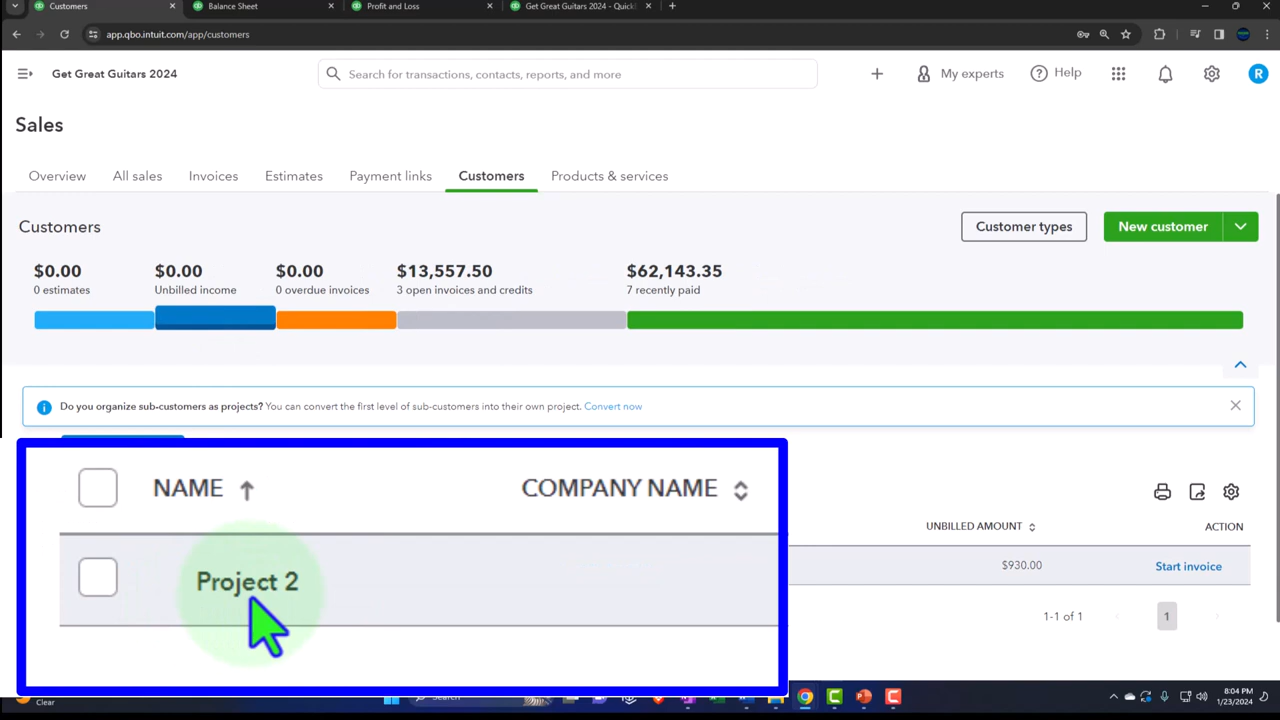 Customers
Balance Sheet
Profit and Loss
Get Great Guitars 2024 - Quick
app.qbo.intuit.com/app/customers
Get Great Guitars 2024
Search for transactions, contacts, reports, and more
My experts
Help
R
Sales
Overview
All sales
Invoices
Estimates
Payment links
Customers
Products & services
Customers
Customer types
New customer
$0.00
$0.00
$0.00
$13,557.50
$62,143.35
0 estimates
Unbilled income
0 overdue invoices
3 open invoices and credits
7 recently paid
Do you organize sub-customers as projects? You can convert the first level of sub-customers into their own project. Convert now
NAME
COMPANY NAME
UNBILLED AMOUNT
ACTION
Project 2
$930.00
Start invoice
1-1 of 1
1
Clear
Search
8:04 PM
1/23/2024